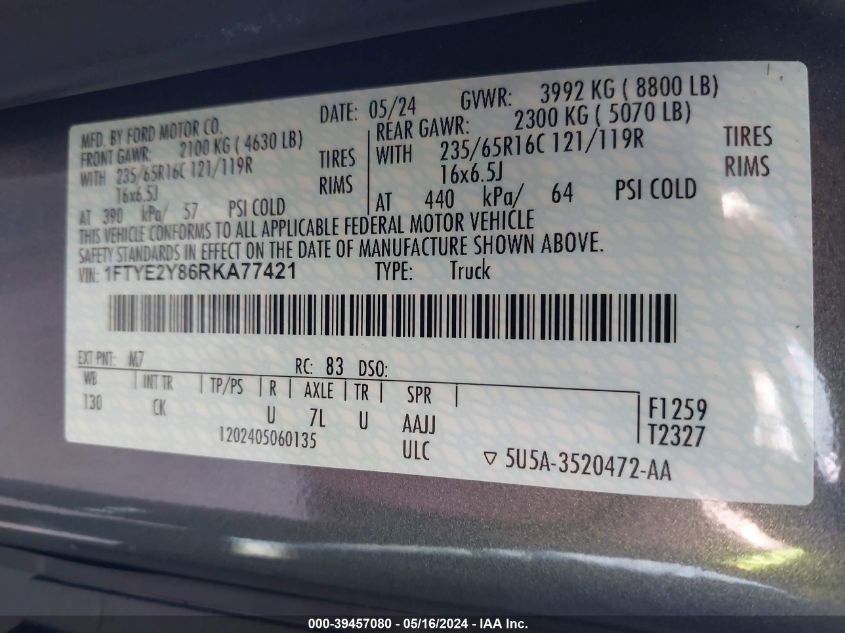 MFD. BY FORD MOTOR CO. DATE: 05/24 GVWR: 3992 KG ( 8800 LB)
FRONT GAWR: 2100 KG ( 4630 LB) REAR GAWR: 2300 KG ( 5070 LB)
WITH 235/65R16C 121/119R TIRES WITH 235/65R16C 121/119R TIRES
16x6.5J RIMS 16x6.5J RIMS
AT 390 kPa/ 57 PSI COLD AT 440 kPa/ 64 PSI COLD
THIS VEHICLE CONFORMS TO ALL APPLICABLE FEDERAL MOTOR VEHICLE
SAFETY STANDARDS IN EFFECT ON THE DATE OF MANUFACTURE SHOWN ABOVE.
VIN: 1FTYE2Y86RKA77421 TYPE: Truck
EXT PNT: M7 RC: 83 DSO:
WB INT TR TP/PS R AXLE TR SPR
130 CK U 7L U AAJJ
F1259
T2327
1202405060135 ULC 5U5A-3520472-AA
000-39457080 - 05/16/2024 - IAA Inc.